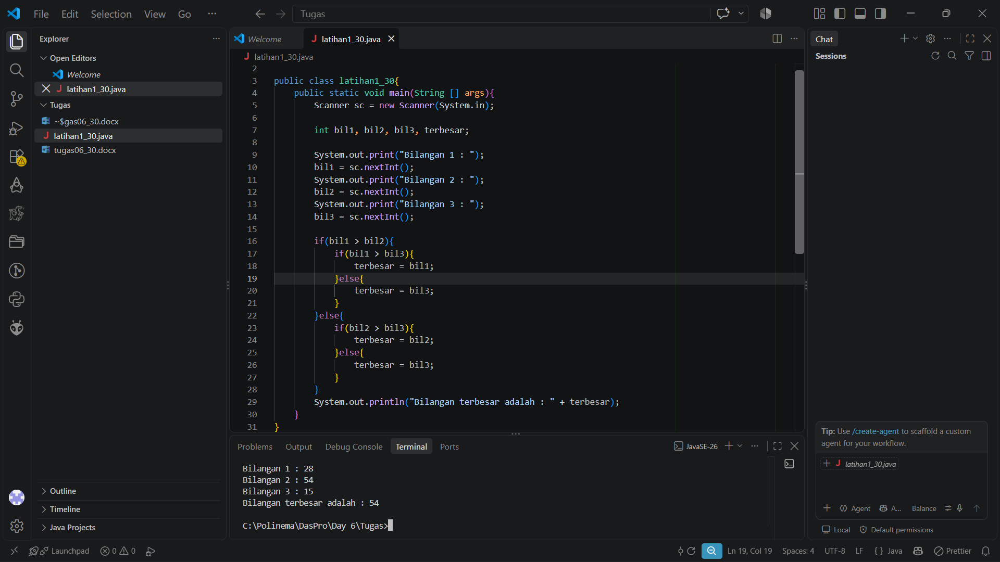 File Edit Selection View Go ··· Tugas
Explorer ···
Open Editors
Welcome
latihan1_30.java
Tugas
~$gas06_30.docx
latihan1_30.java
tugas06_30.docx
Outline
Timeline
Java Projects
Welcome latihan1_30.java
latihan1_30.java
2
3 public class latihan1_30{
4 public static void main(String [] args){
5 Scanner sc = new Scanner(System.in);
6
7 int bil1, bil2, bil3, terbesar;
8
9 System.out.print("Bilangan 1 : ");
10 bil1 = sc.nextInt();
11 System.out.print("Bilangan 2 : ");
12 bil2 = sc.nextInt();
13 System.out.print("Bilangan 3 : ");
14 bil3 = sc.nextInt();
15
16 if(bil1 > bil2){
17 if(bil1 > bil3){
18 terbesar = bil1;
19 }else{
20 terbesar = bil3;
21 }
22 }else{
23 if(bil2 > bil3){
24 terbesar = bil2;
25 }else{
26 terbesar = bil3;
27 }
28 }
29 System.out.println("Bilangan terbesar adalah : " + terbesar);
30 }
31 }
Problems Output Debug Console Terminal Ports JavaSE-26
Bilangan 1 : 28
Bilangan 2 : 54
Bilangan 3 : 15
Bilangan terbesar adalah : 54
C:\Polinema\DasPro\Day 6\Tugas>
Chat
Sessions
Tip: Use /create-agent to scaffold a custom
agent for your workflow.
latihan1_30.java
Agent A... Balance
Local Default permissions
Launchpad 0 0 Ln 19, Col 19 Spaces: 4 UTF-8 LF { } Java Prettier